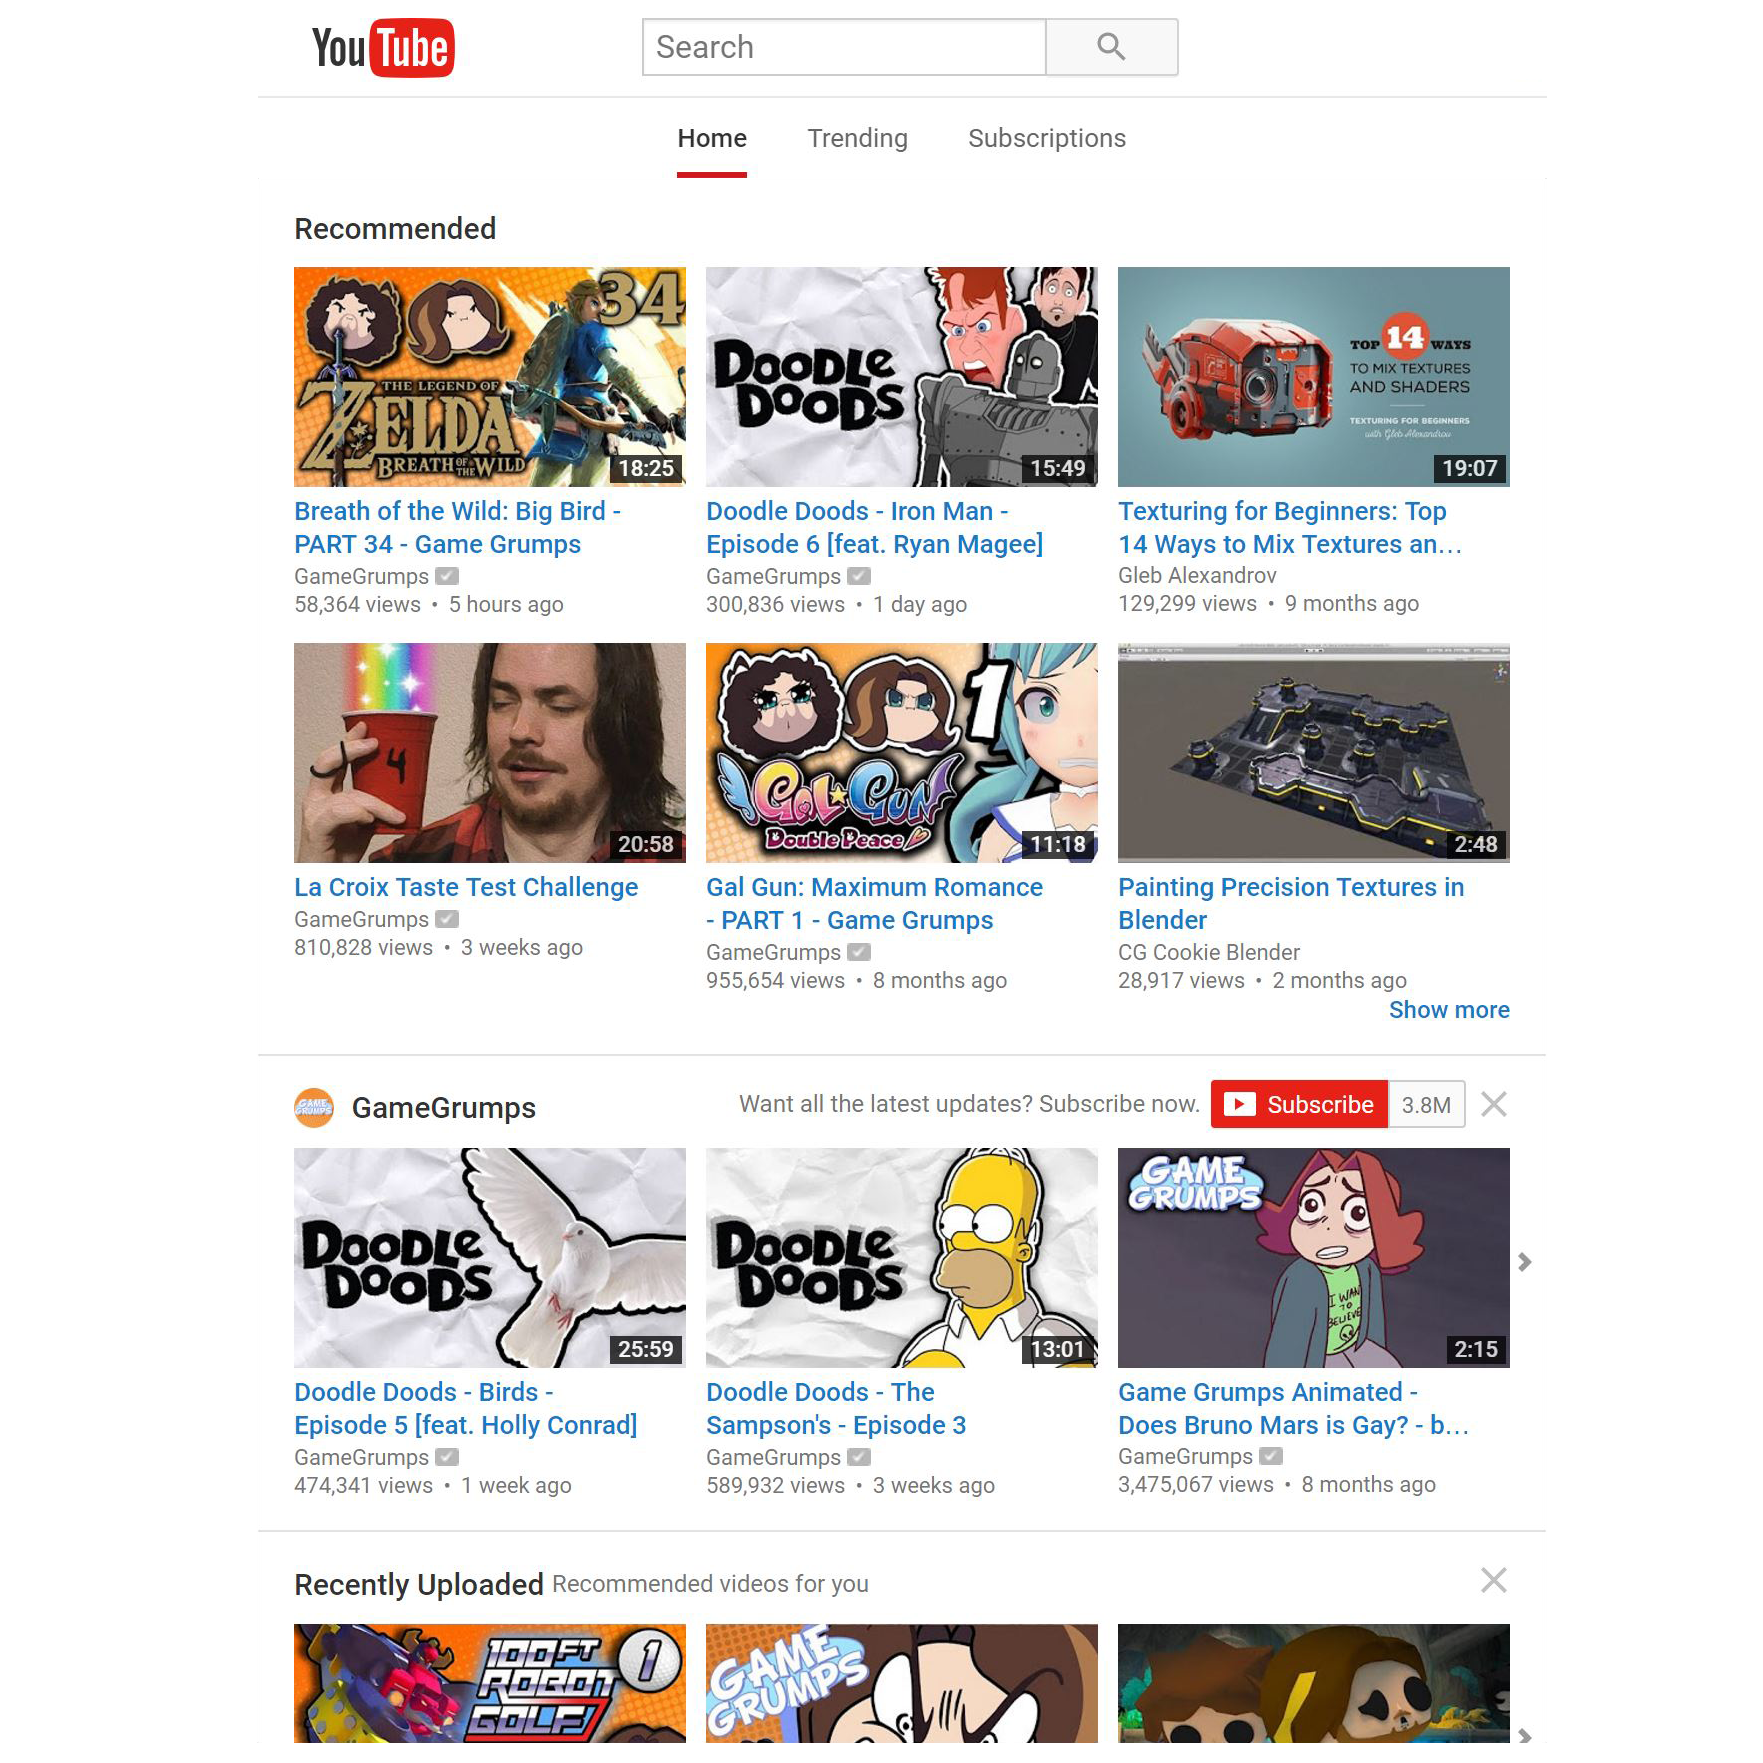 YouTube
Search
Home Trending Subscriptions
Recommended
34
THE LEGEND OF
ZELDA
BREATH OF THE WILD
18:25
DOODLE
DOODS
15:49
TOP 14 WAYS
TO MIX TEXTURES
AND SHADERS
TEXTURING FOR BEGINNERS
with Gleb Alexandrov
19:07
Breath of the Wild: Big Bird -
PART 34 - Game Grumps
GameGrumps
58,364 views • 5 hours ago
Doodle Doods - Iron Man -
Episode 6 [feat. Ryan Magee]
GameGrumps
300,836 views • 1 day ago
Texturing for Beginners: Top
14 Ways to Mix Textures an...
Gleb Alexandrov
129,299 views • 9 months ago
4
20:58
1
GAL GUN
Double Peace
11:18
2:48
La Croix Taste Test Challenge
GameGrumps
810,828 views • 3 weeks ago
Gal Gun: Maximum Romance
- PART 1 - Game Grumps
GameGrumps
955,654 views • 8 months ago
Painting Precision Textures in
Blender
CG Cookie Blender
28,917 views • 2 months ago
Show more
GAME
GRUMPS
GameGrumps
Want all the latest updates? Subscribe now.
Subscribe 3.8M
DOODLE
DOODS
25:59
DOODLE
DOODS
13:01
GAME
GRUMPS
I WANT
TO
BELIEVE
2:15
Doodle Doods - Birds -
Episode 5 [feat. Holly Conrad]
GameGrumps
474,341 views • 1 week ago
Doodle Doods - The
Sampson's - Episode 3
GameGrumps
589,932 views • 3 weeks ago
Game Grumps Animated -
Does Bruno Mars is Gay? - b...
GameGrumps
3,475,067 views • 8 months ago
Recently Uploaded Recommended videos for you
100FT
ROBOT
GOLF
1
GAME
GRUMPS